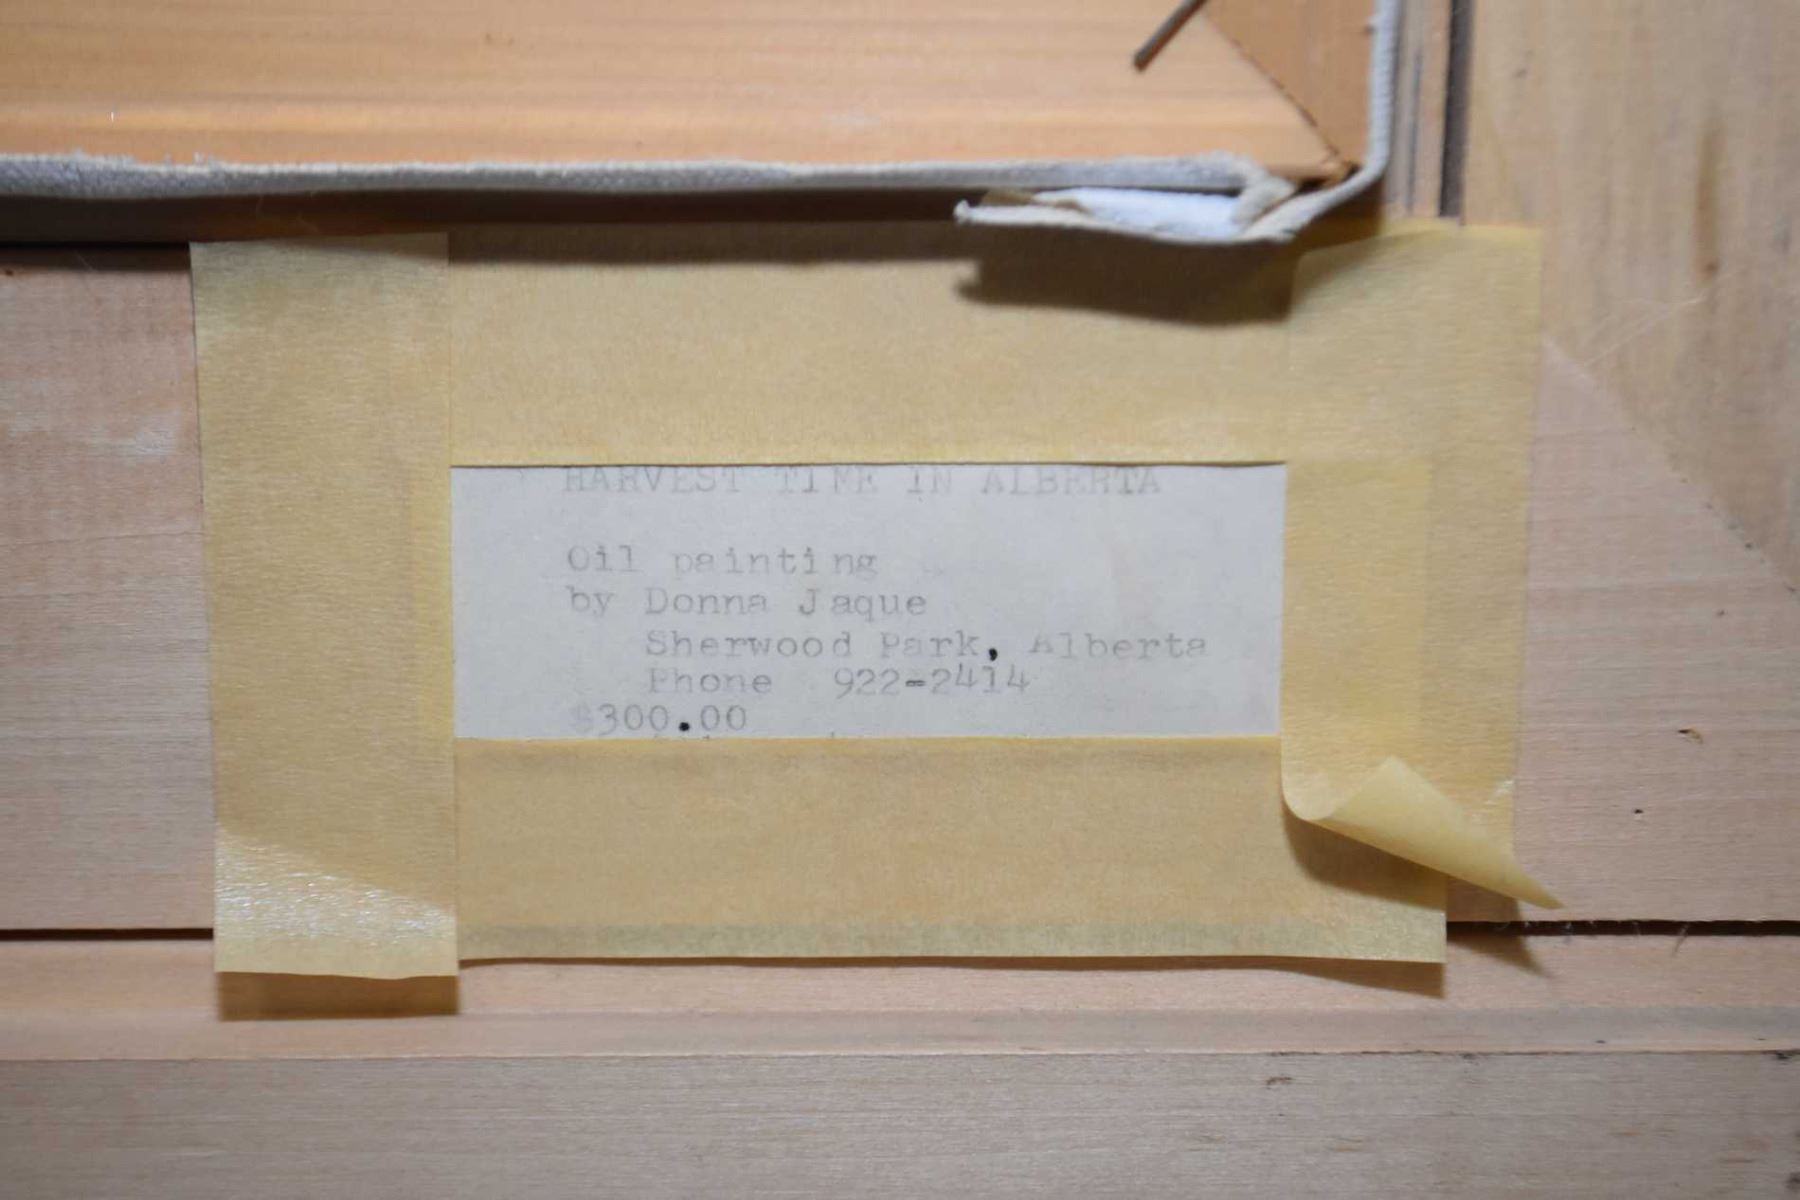 HARVEST TIME IN ALBERTA
Oil painting
by Donna Jaque
Sherwood Park, Alberta
Phone 922-2414
$300.00